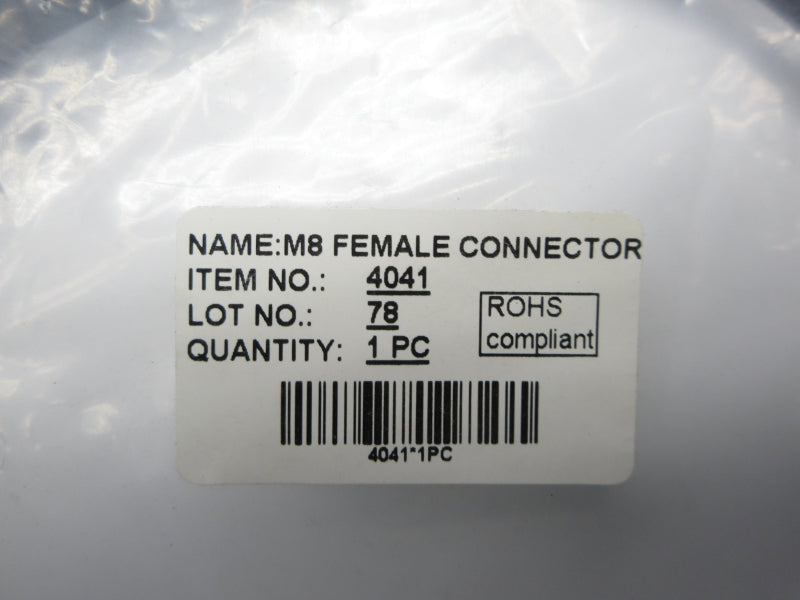 NAME:M8 FEMALE CONNECTOR
ITEM NO.: 4041
LOT NO.: 78
QUANTITY: 1 PC
ROHS
compliant
4041*1PC